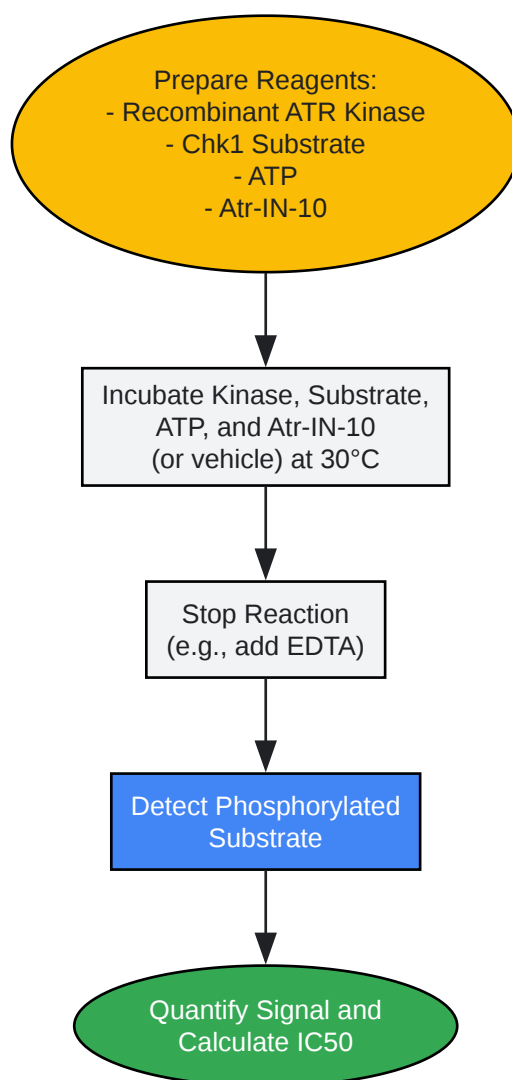 Prepare Reagents:
- Recombinant ATR Kinase
- Chk1 Substrate
- ATP
- Atr-IN-10
Incubate Kinase, Substrate,
ATP, and Atr-IN-10
(or vehicle) at 30°C
Stop Reaction
(e.g., add EDTA)
Detect Phosphorylated
Substrate
Quantify Signal and
Calculate IC50